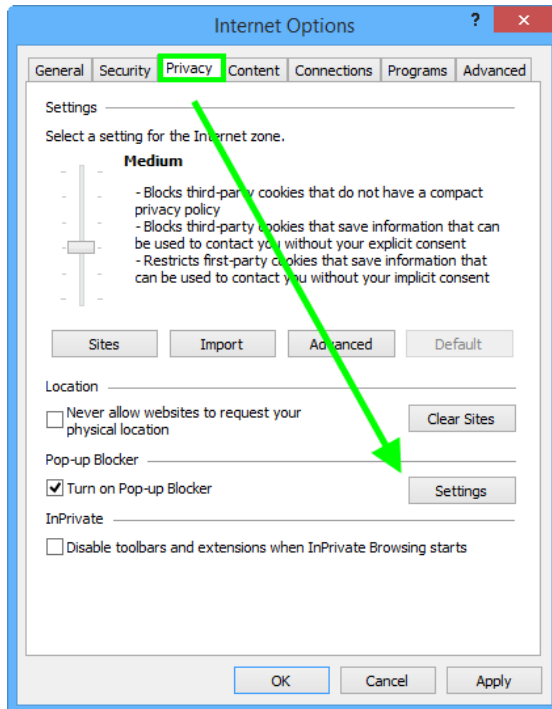 Internet Options
?
×
General Security Privacy Content Connections Programs Advanced
Settings
Select a setting for the Internet zone.
Medium
- Blocks third-party cookies that do not have a compact
privacy policy
- Blocks third-party cookies that save information that can
be used to contact you without your explicit consent
- Restricts first-party cookies that save information that
can be used to contact you without your implicit consent
Sites Import Advanced Default
Location
Never allow websites to request your
physical location
Clear Sites
Pop-up Blocker
Turn on Pop-up Blocker
Settings
InPrivate
Disable toolbars and extensions when InPrivate Browsing starts
OK Cancel Apply